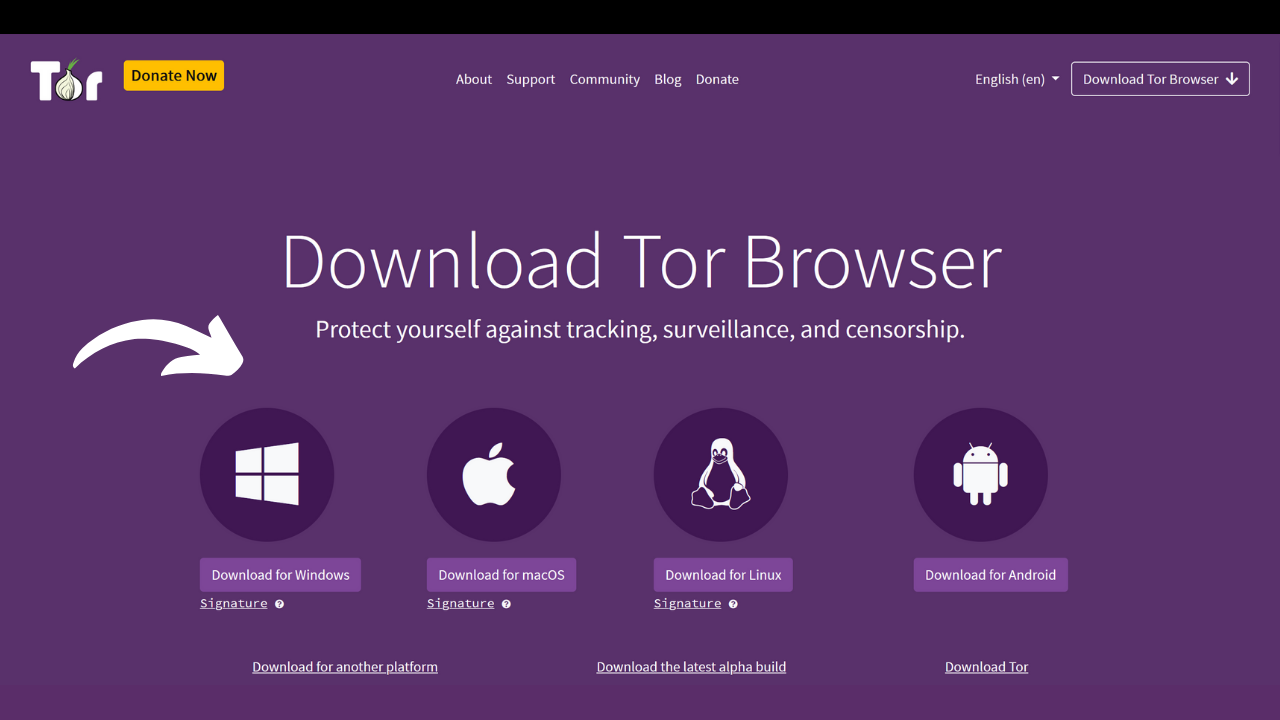 Tor
Donate Now
About Support Community Blog Donate
English (en)
Download Tor Browser
Download Tor Browser
Protect yourself against tracking, surveillance, and censorship.
Download for Windows
Download for macOS
Download for Linux
Download for Android
Signature ?
Signature ?
Signature ?
Download for another platform
Download the latest alpha build
Download Tor